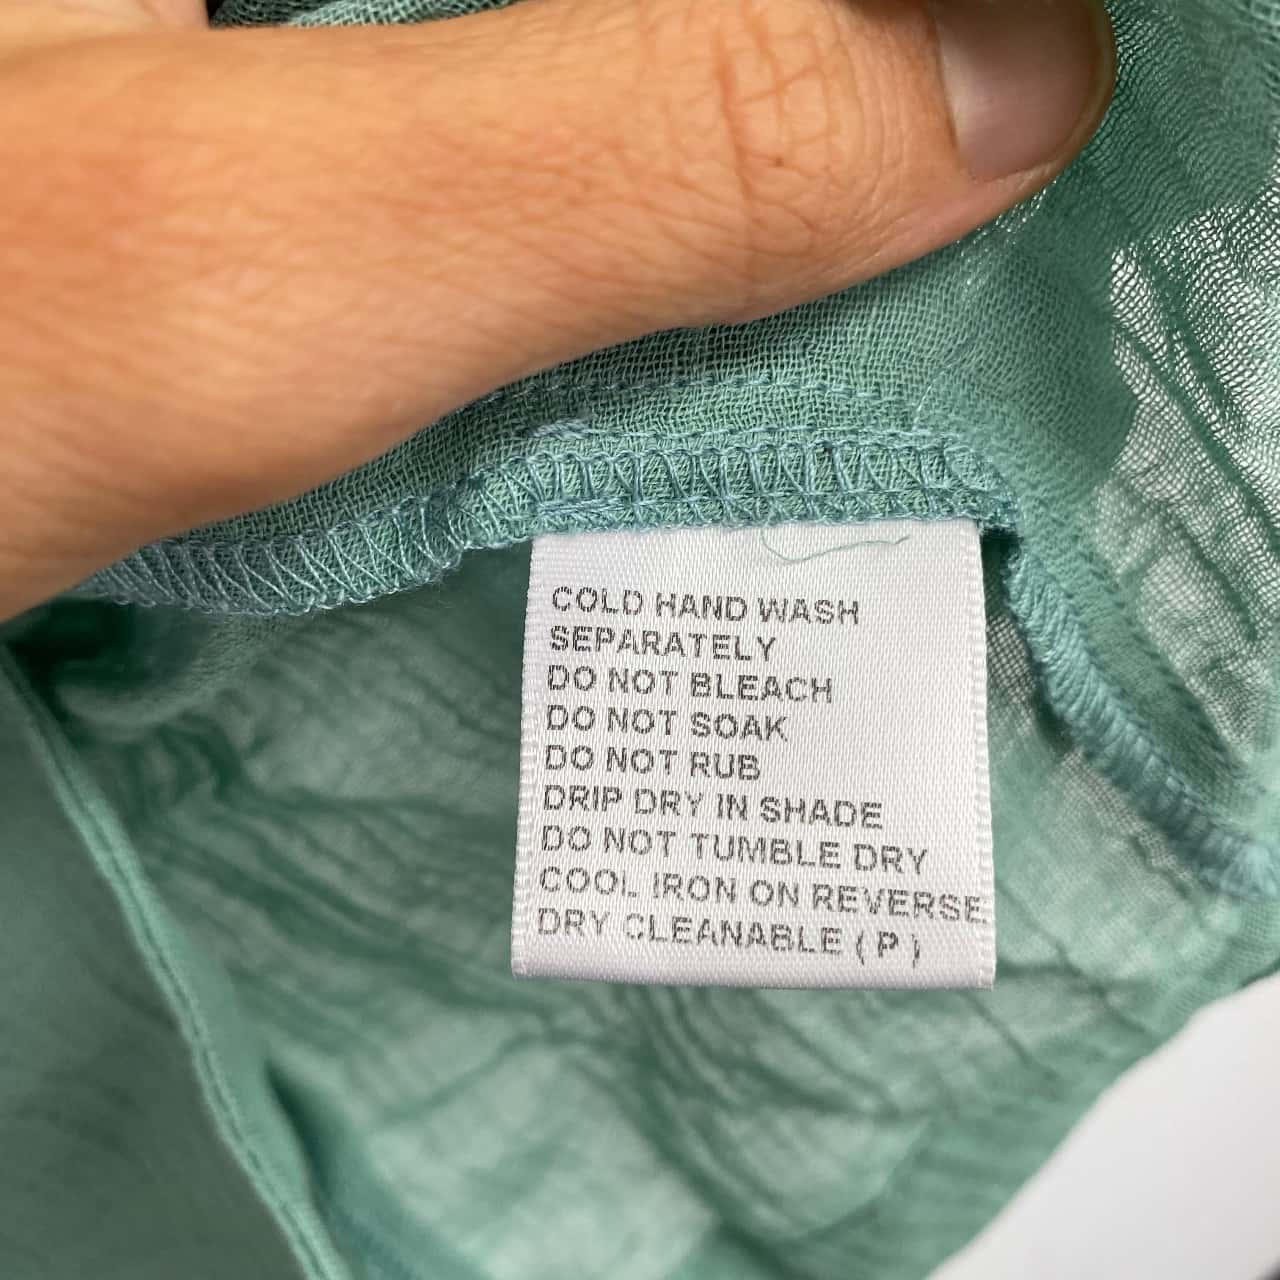 COLD HAND WASH
SEPARATELY
DO NOT BLEACH
DO NOT SOAK
DO NOT RUB
DRIP DRY IN SHADE
DO NOT TUMBLE DRY
COOL IRON ON REVERSE
DRY CLEANABLE ( P )